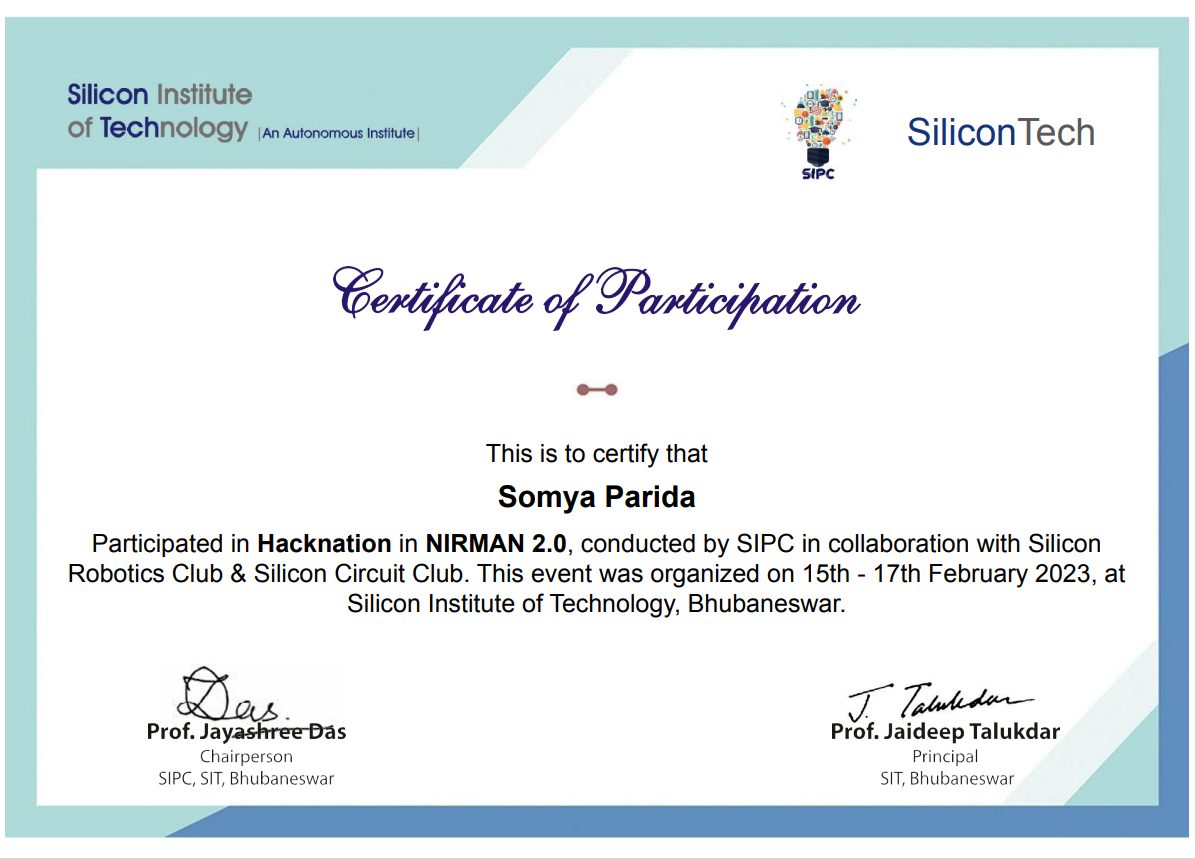 Silicon Institute
of Technology |An Autonomous Institute|
SIPC
SiliconTech
Certificate of Participation
This is to certify that
Somya Parida
Participated in Hacknation in NIRMAN 2.0, conducted by SIPC in collaboration with Silicon
Robotics Club & Silicon Circuit Club. This event was organized on 15th - 17th February 2023, at
Silicon Institute of Technology, Bhubaneswar.
Das.
Prof. Jayashree Das
Chairperson
SIPC, SIT, Bhubaneswar
J. Talukdar
Prof. Jaideep Talukdar
Principal
SIT, Bhubaneswar